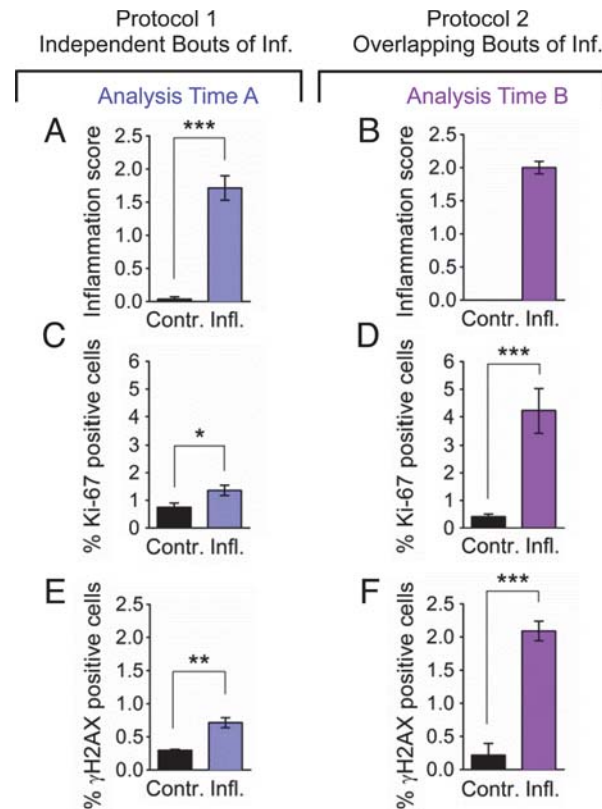 Protocol 1
Independent Bouts of Inf.
Protocol 2
Overlapping Bouts of Inf.
Analysis Time A
Analysis Time B
A
Inflammation score
2.5
2.0
1.5
1.0
0.5
0.0
***
Contr. Infl.
B
Inflammation score
2.5
2.0
1.5
1.0
0.5
0.0
Contr. Infl.
C
% Ki-67 positive cells
6
5
4
3
2
1
0
*
Contr. Infl.
D
% Ki-67 positive cells
6
5
4
3
2
1
0
***
Contr. Infl.
E
% γH2AX positive cells
2.5
2.0
1.5
1.0
0.5
0.0
**
Contr. Infl.
F
% γH2AX positive cells
2.5
2.0
1.5
1.0
0.5
0.0
***
Contr. Infl.